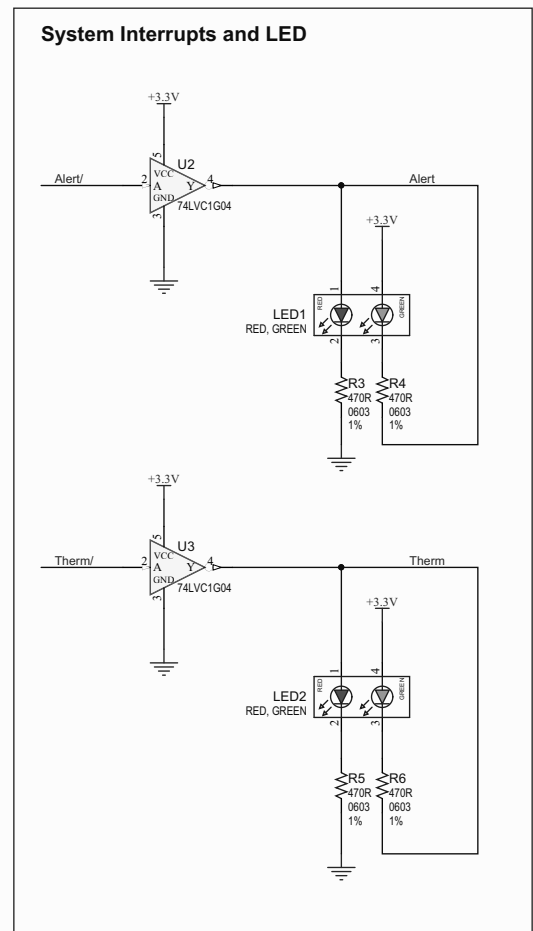 System Interrupts and LED
+3.3V
5
U2
Alert/
2
VCC
A
Y
4
Alert
GND
74LVC1G04
3
+3.3V
1
4
RED
GREEN
LED1
RED, GREEN
2
3
R3
470R
0603
1%
R4
470R
0603
1%
+3.3V
5
U3
Therm/
2
VCC
A
Y
4
Therm
GND
74LVC1G04
3
+3.3V
1
4
RED
GREEN
LED2
RED, GREEN
2
3
R5
470R
0603
1%
R6
470R
0603
1%